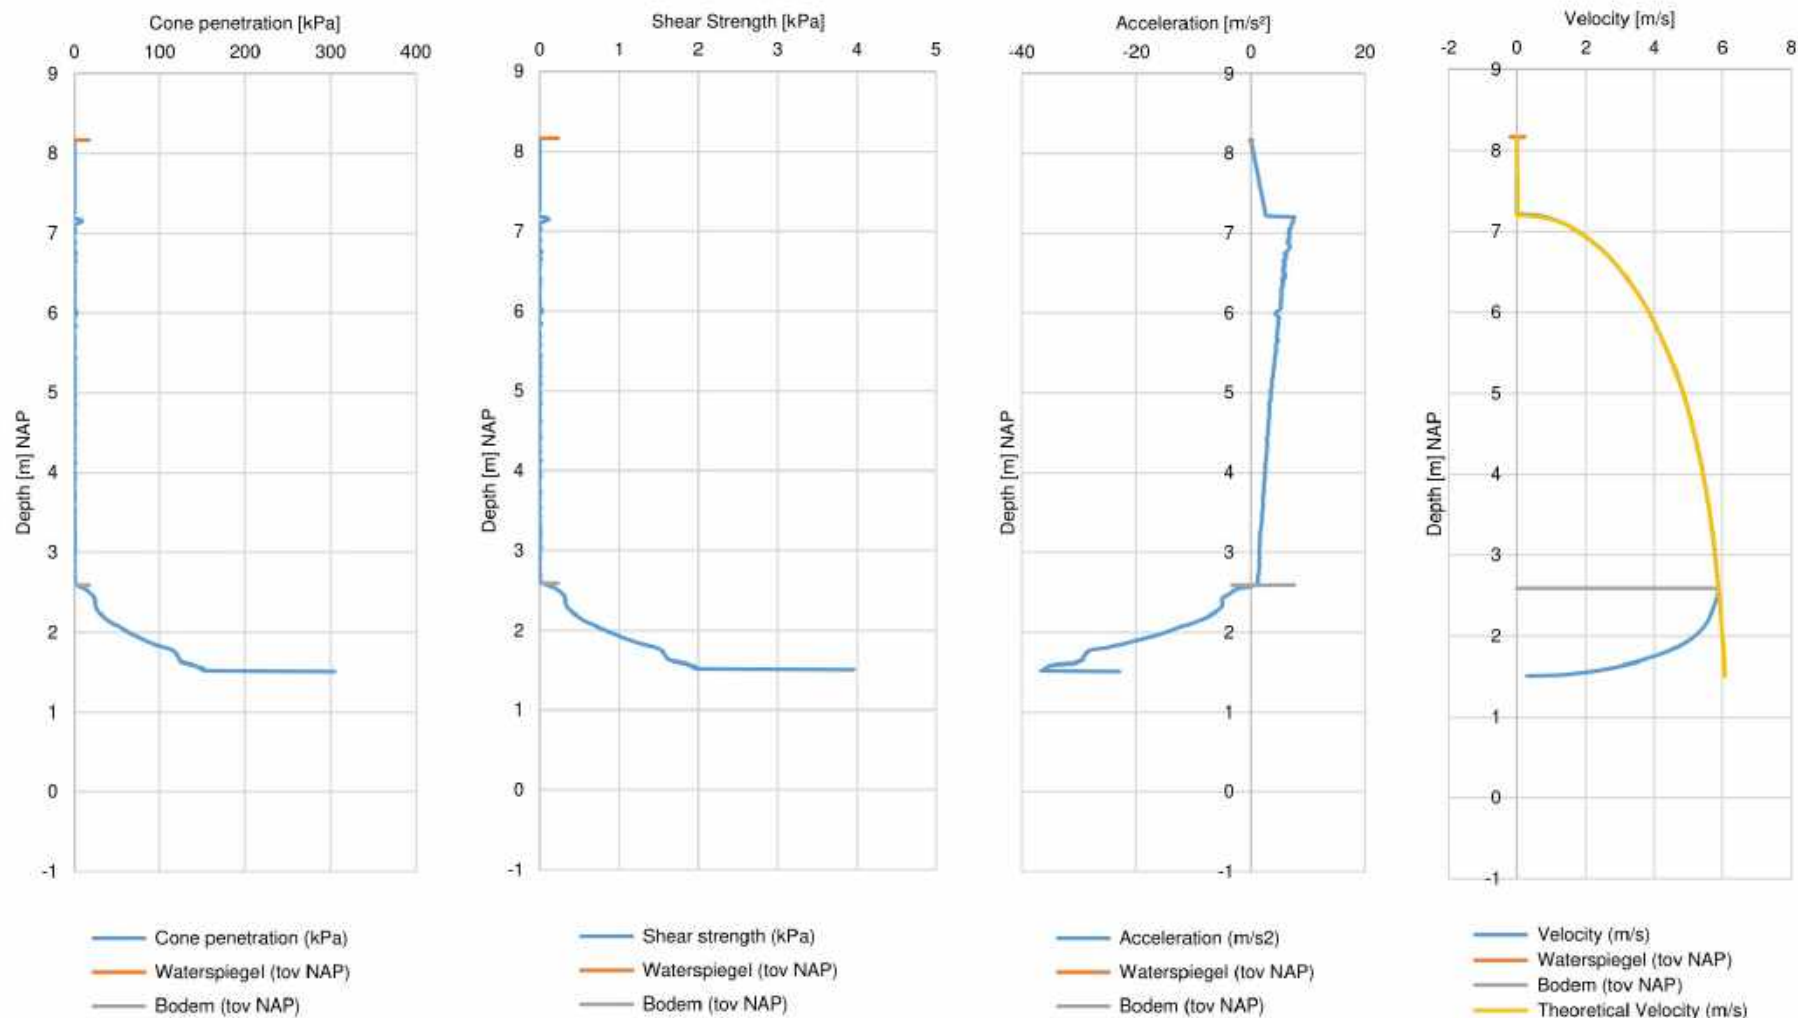 Cone penetration [kPa]
0 100 200 300 400
9
8
7
6
5
4
3
2
1
0
-1
Depth [m] NAP
Cone penetration (kPa)
Waterspiegel (tov NAP)
Bodem (tov NAP)
Shear Strength [kPa]
0 1 2 3 4 5
9
8
7
6
5
4
3
2
1
0
-1
Depth [m] NAP
Shear strength (kPa)
Waterspiegel (tov NAP)
Bodem (tov NAP)
Acceleration [m/s²]
-40 -20 0 20
9
8
7
6
5
4
3
2
1
0
-1
Depth [m] NAP
Acceleration (m/s2)
Waterspiegel (tov NAP)
Bodem (tov NAP)
Velocity [m/s]
-2 0 2 4 6 8
9
8
7
6
5
4
3
2
1
0
-1
Depth [m] NAP
Velocity (m/s)
Waterspiegel (tov NAP)
Bodem (tov NAP)
Theoretical Velocity (m/s)